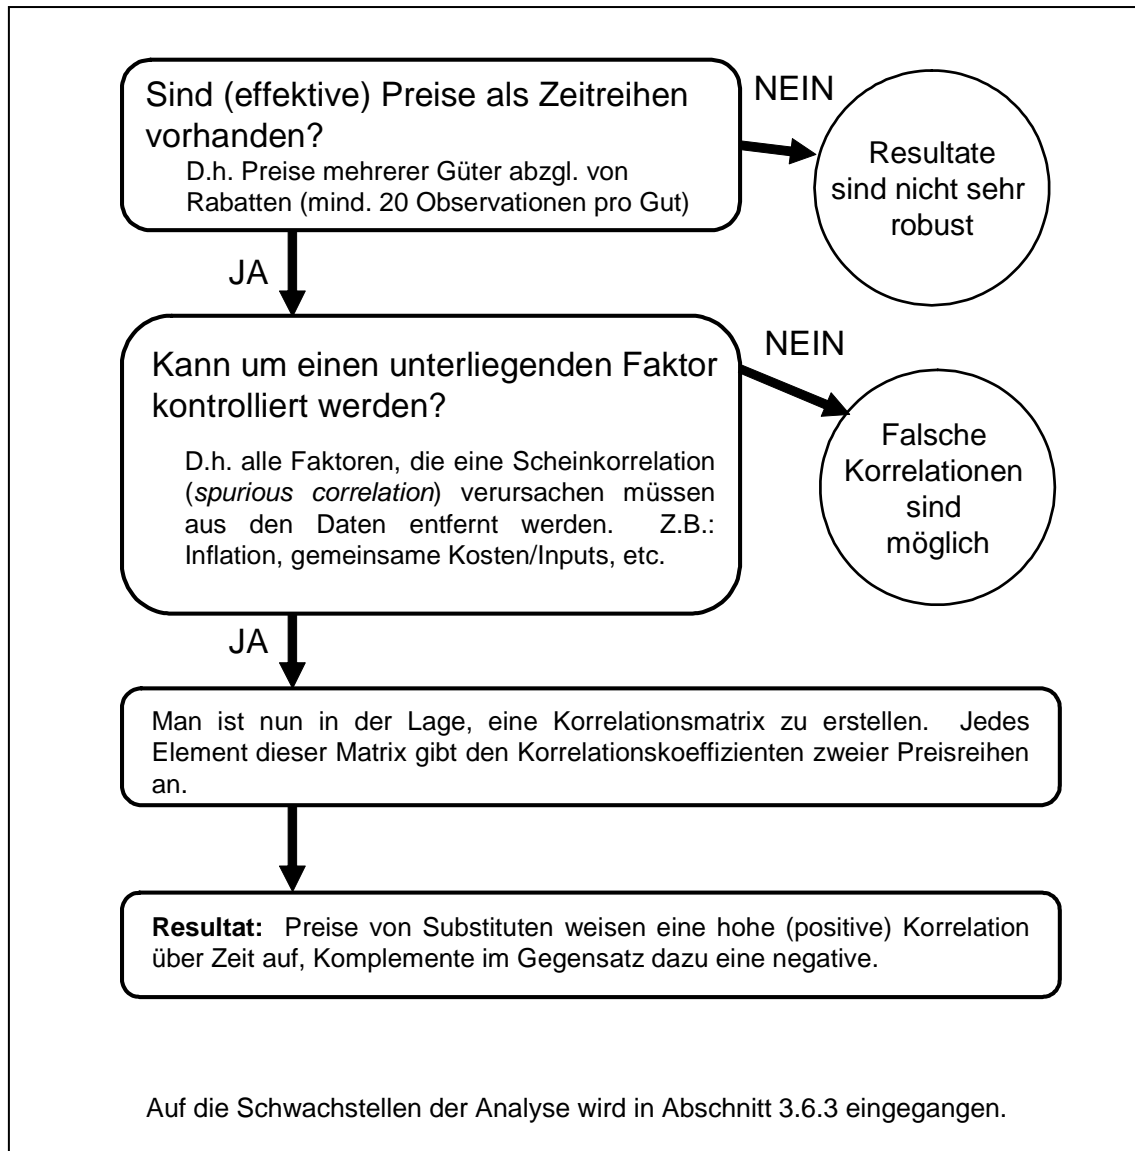 Sind (effektive) Preise als Zeitreihen
vorhanden?
D.h. Preise mehrerer Güter abzgl. von
Rabatten (mind. 20 Observationen pro Gut)
NEIN
Resultate
sind nicht sehr
robust
JA
Kann um einen unterliegenden Faktor
kontrolliert werden?
D.h. alle Faktoren, die eine Scheinkorrelation
(spurious correlation) verursachen müssen
aus den Daten entfernt werden. Z.B.:
Inflation, gemeinsame Kosten/Inputs, etc.
NEIN
Falsche
Korrelationen
sind
möglich
JA
Man ist nun in der Lage, eine Korrelationsmatrix zu erstellen. Jedes
Element dieser Matrix gibt den Korrelationskoeffizienten zweier Preisreihen
an.
Resultat: Preise von Substituten weisen eine hohe (positive) Korrelation
über Zeit auf, Komplemente im Gegensatz dazu eine negative.
Auf die Schwachstellen der Analyse wird in Abschnitt 3.6.3 eingegangen.